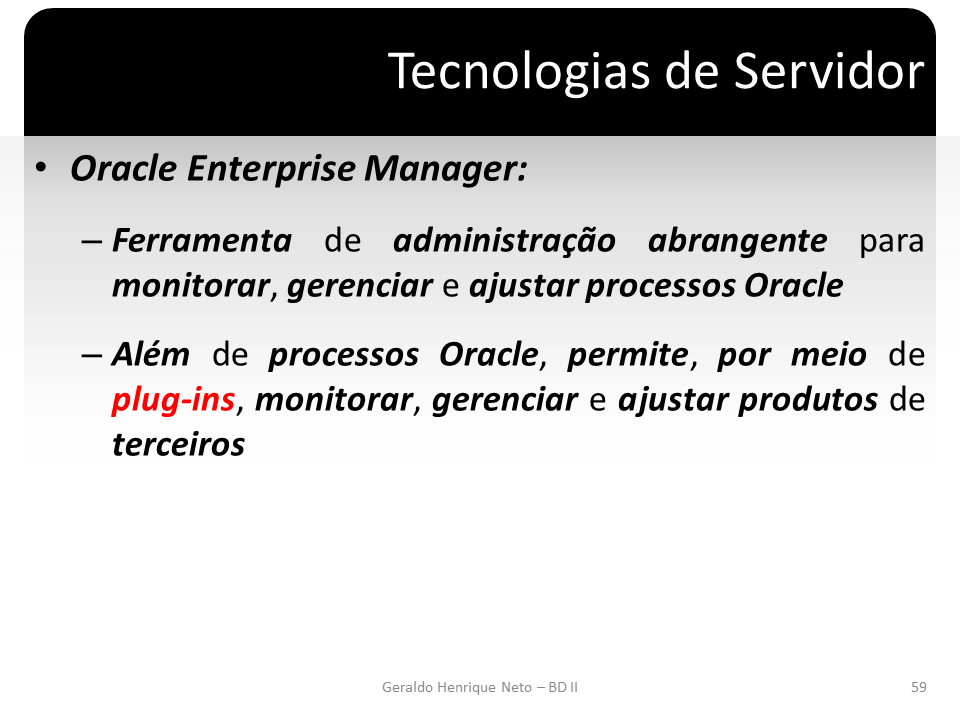 Tecnologias de Servidor
• Oracle Enterprise Manager:
– Ferramenta de administração abrangente para
monitorar, gerenciar e ajustar processos Oracle
– Além de processos Oracle, permite, por meio de
plug-ins, monitorar, gerenciar e ajustar produtos de
terceiros
Geraldo Henrique Neto – BD II
59